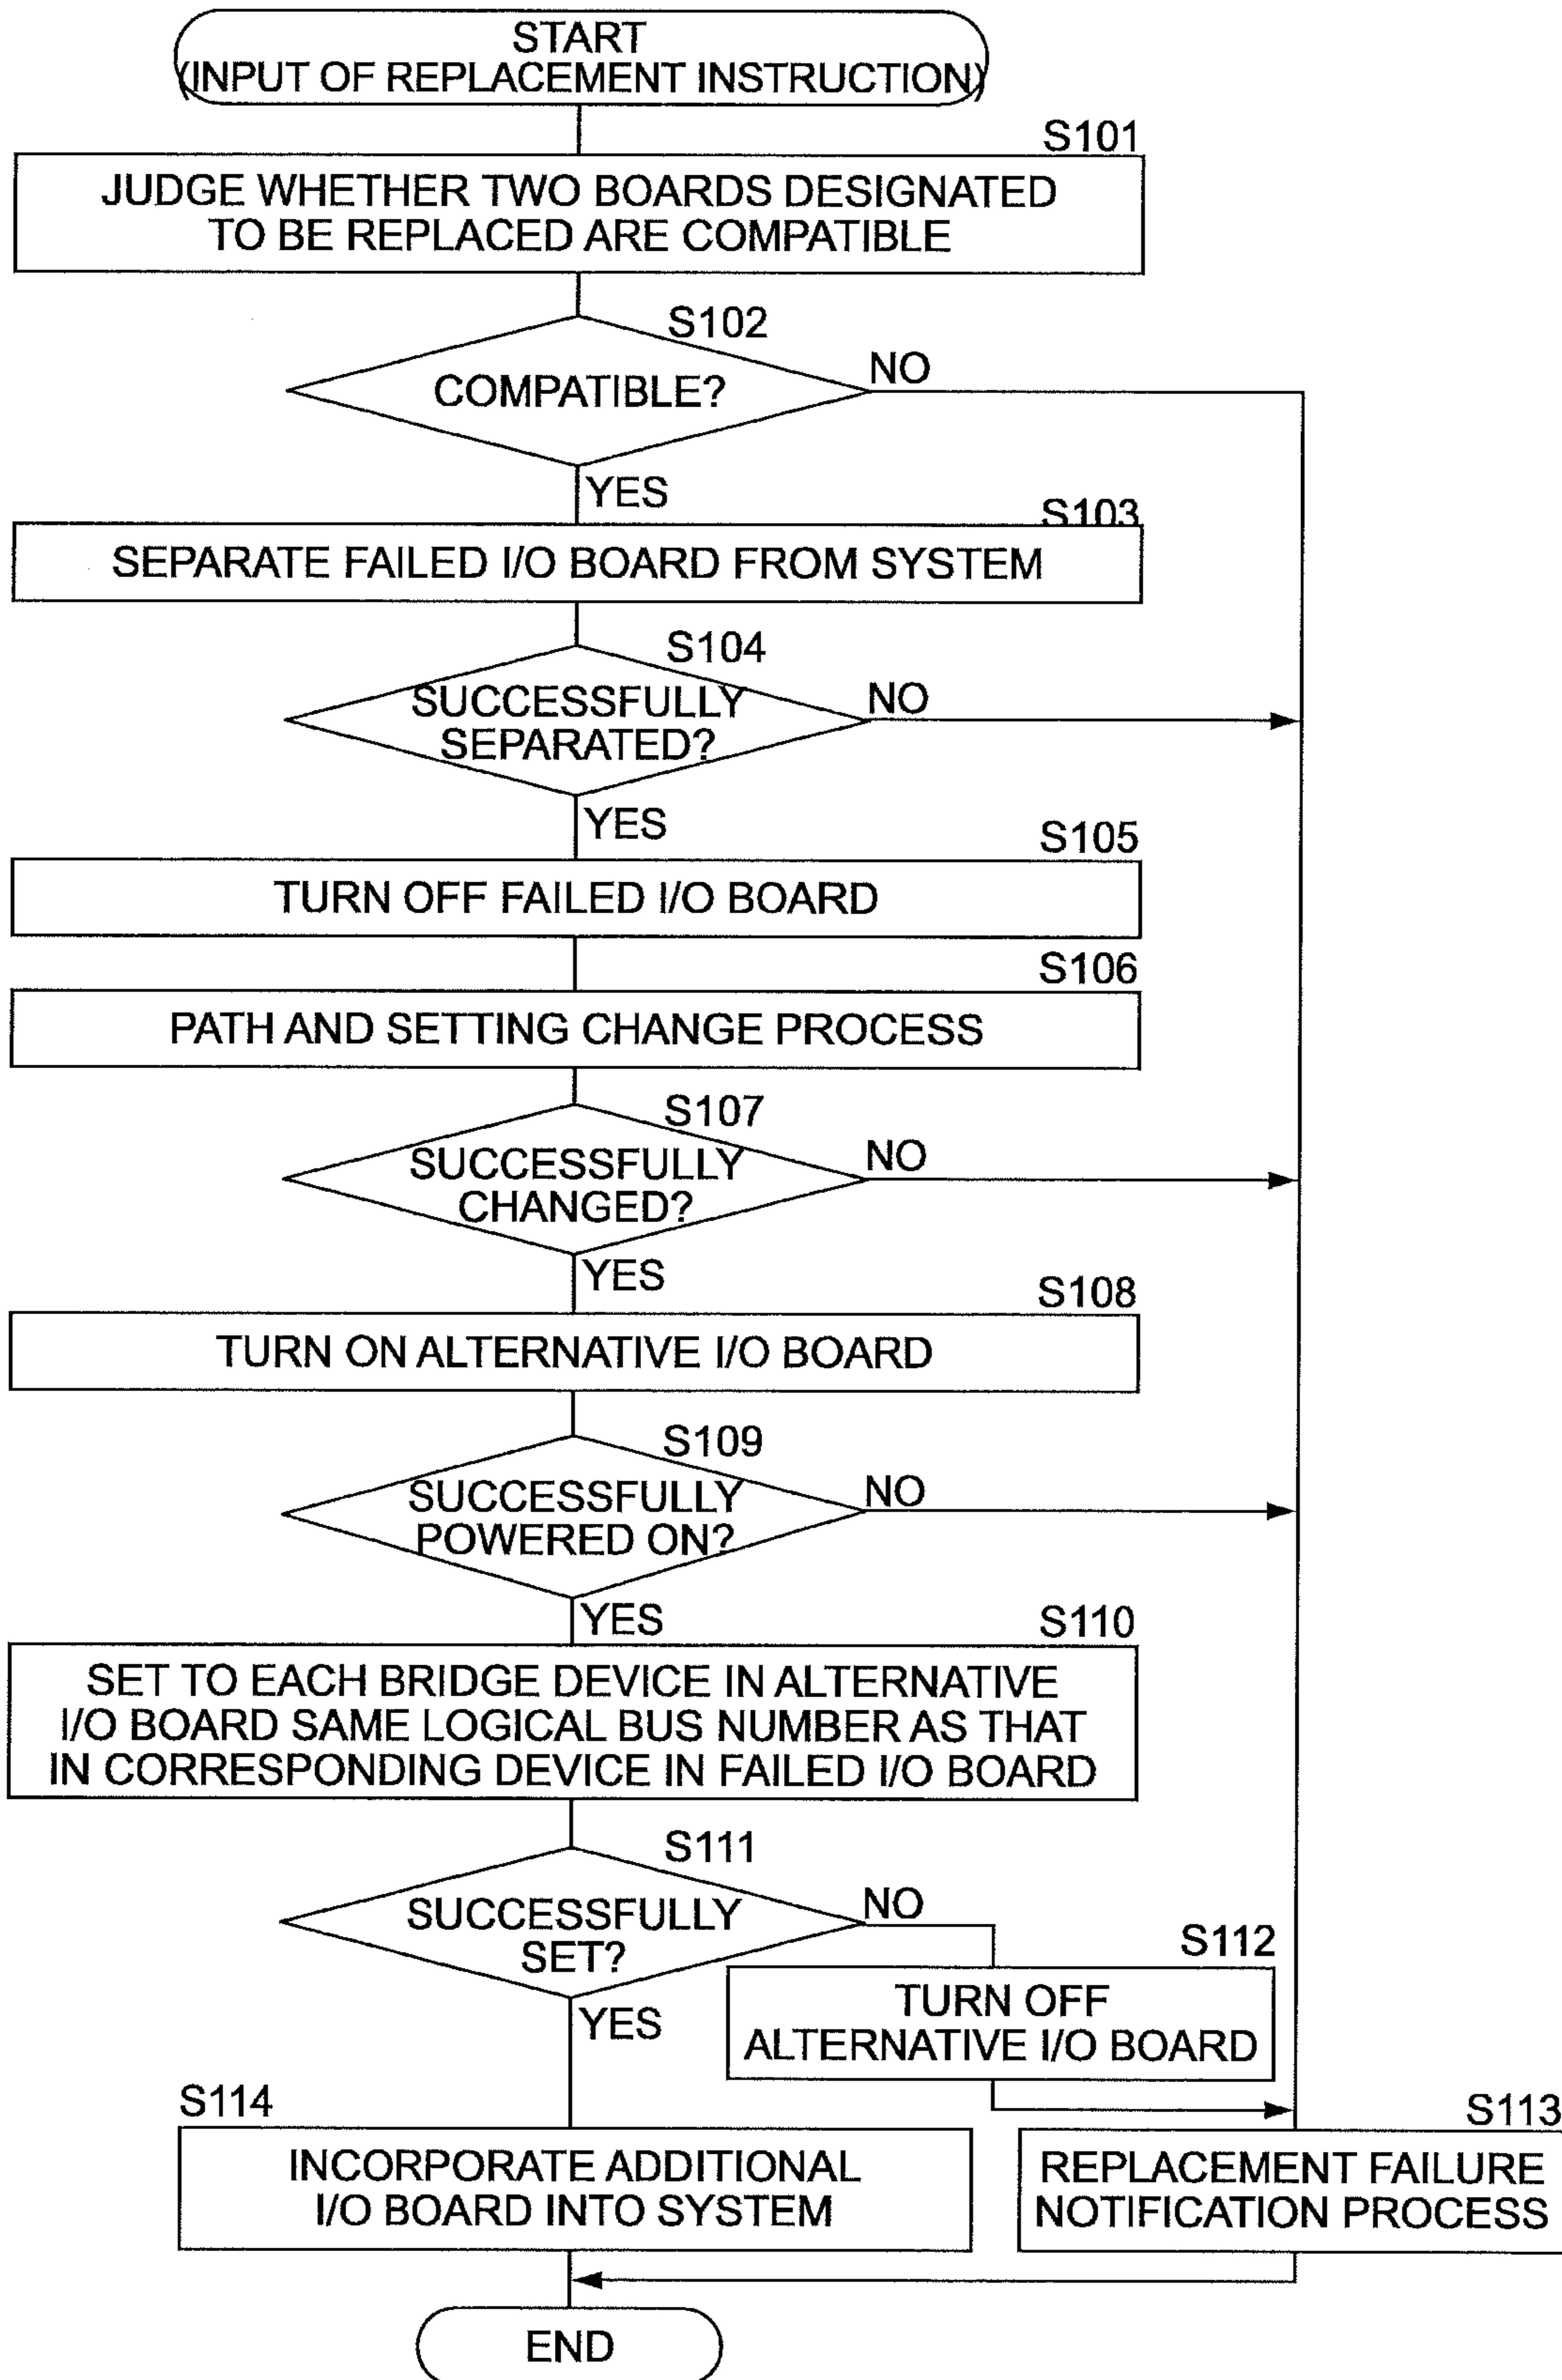 START
(INPUT OF REPLACEMENT INSTRUCTION)
S101
JUDGE WHETHER TWO BOARDS DESIGNATED
TO BE REPLACED ARE COMPATIBLE
S102
COMPATIBLE?
NO
YES
S103
SEPARATE FAILED I/O BOARD FROM SYSTEM
S104
SUCCESSFULLY
SEPARATED?
NO
YES
S105
TURN OFF FAILED I/O BOARD
S106
PATH AND SETTING CHANGE PROCESS
S107
SUCCESSFULLY
CHANGED?
NO
YES
S108
TURN ON ALTERNATIVE I/O BOARD
S109
SUCCESSFULLY
POWERED ON?
NO
YES
S110
SET TO EACH BRIDGE DEVICE IN ALTERNATIVE
I/O BOARD SAME LOGICAL BUS NUMBER AS THAT
IN CORRESPONDING DEVICE IN FAILED I/O BOARD
S111
SUCCESSFULLY
SET?
NO
YES
S112
TURN OFF
ALTERNATIVE I/O BOARD
S114
INCORPORATE ADDITIONAL
I/O BOARD INTO SYSTEM
S113
REPLACEMENT FAILURE
NOTIFICATION PROCESS
END